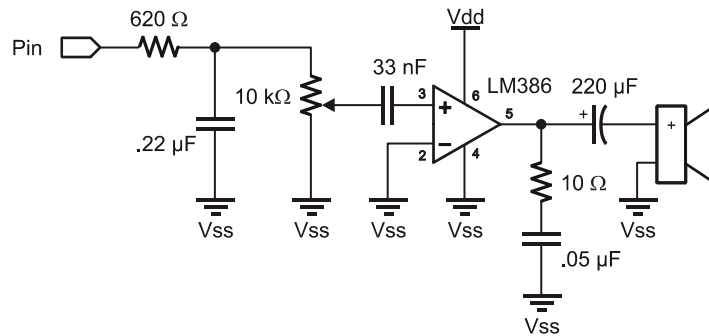 620 Ω
Pin
.22 µF
Vss
10 kΩ
Vss
33 nF
Vss
Vdd
3
+
−
2
6
4
5
LM386
Vss
220 µF
+
+
Vss
10 Ω
.05 µF
Vss